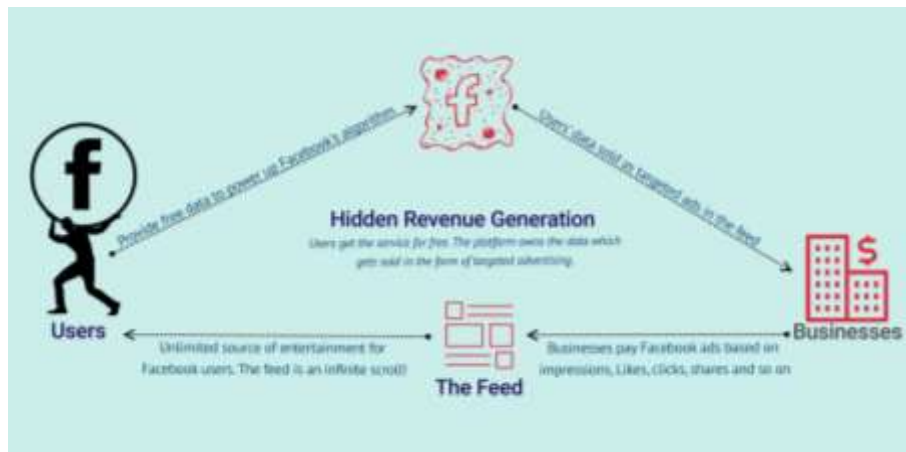 Provide free data to power up Facebook's algorithm
Users' data sold in targeted ads in the feed
Hidden Revenue Generation
Users get the service for free. The platform owns the data which
gets sold in the form of targeted advertising.
Users
Businesses
Unlimited source of entertainment for
Facebook users. The feed is an infinite scroll!
Businesses pay Facebook ads based on
impressions, Likes, clicks, shares and so on
The Feed